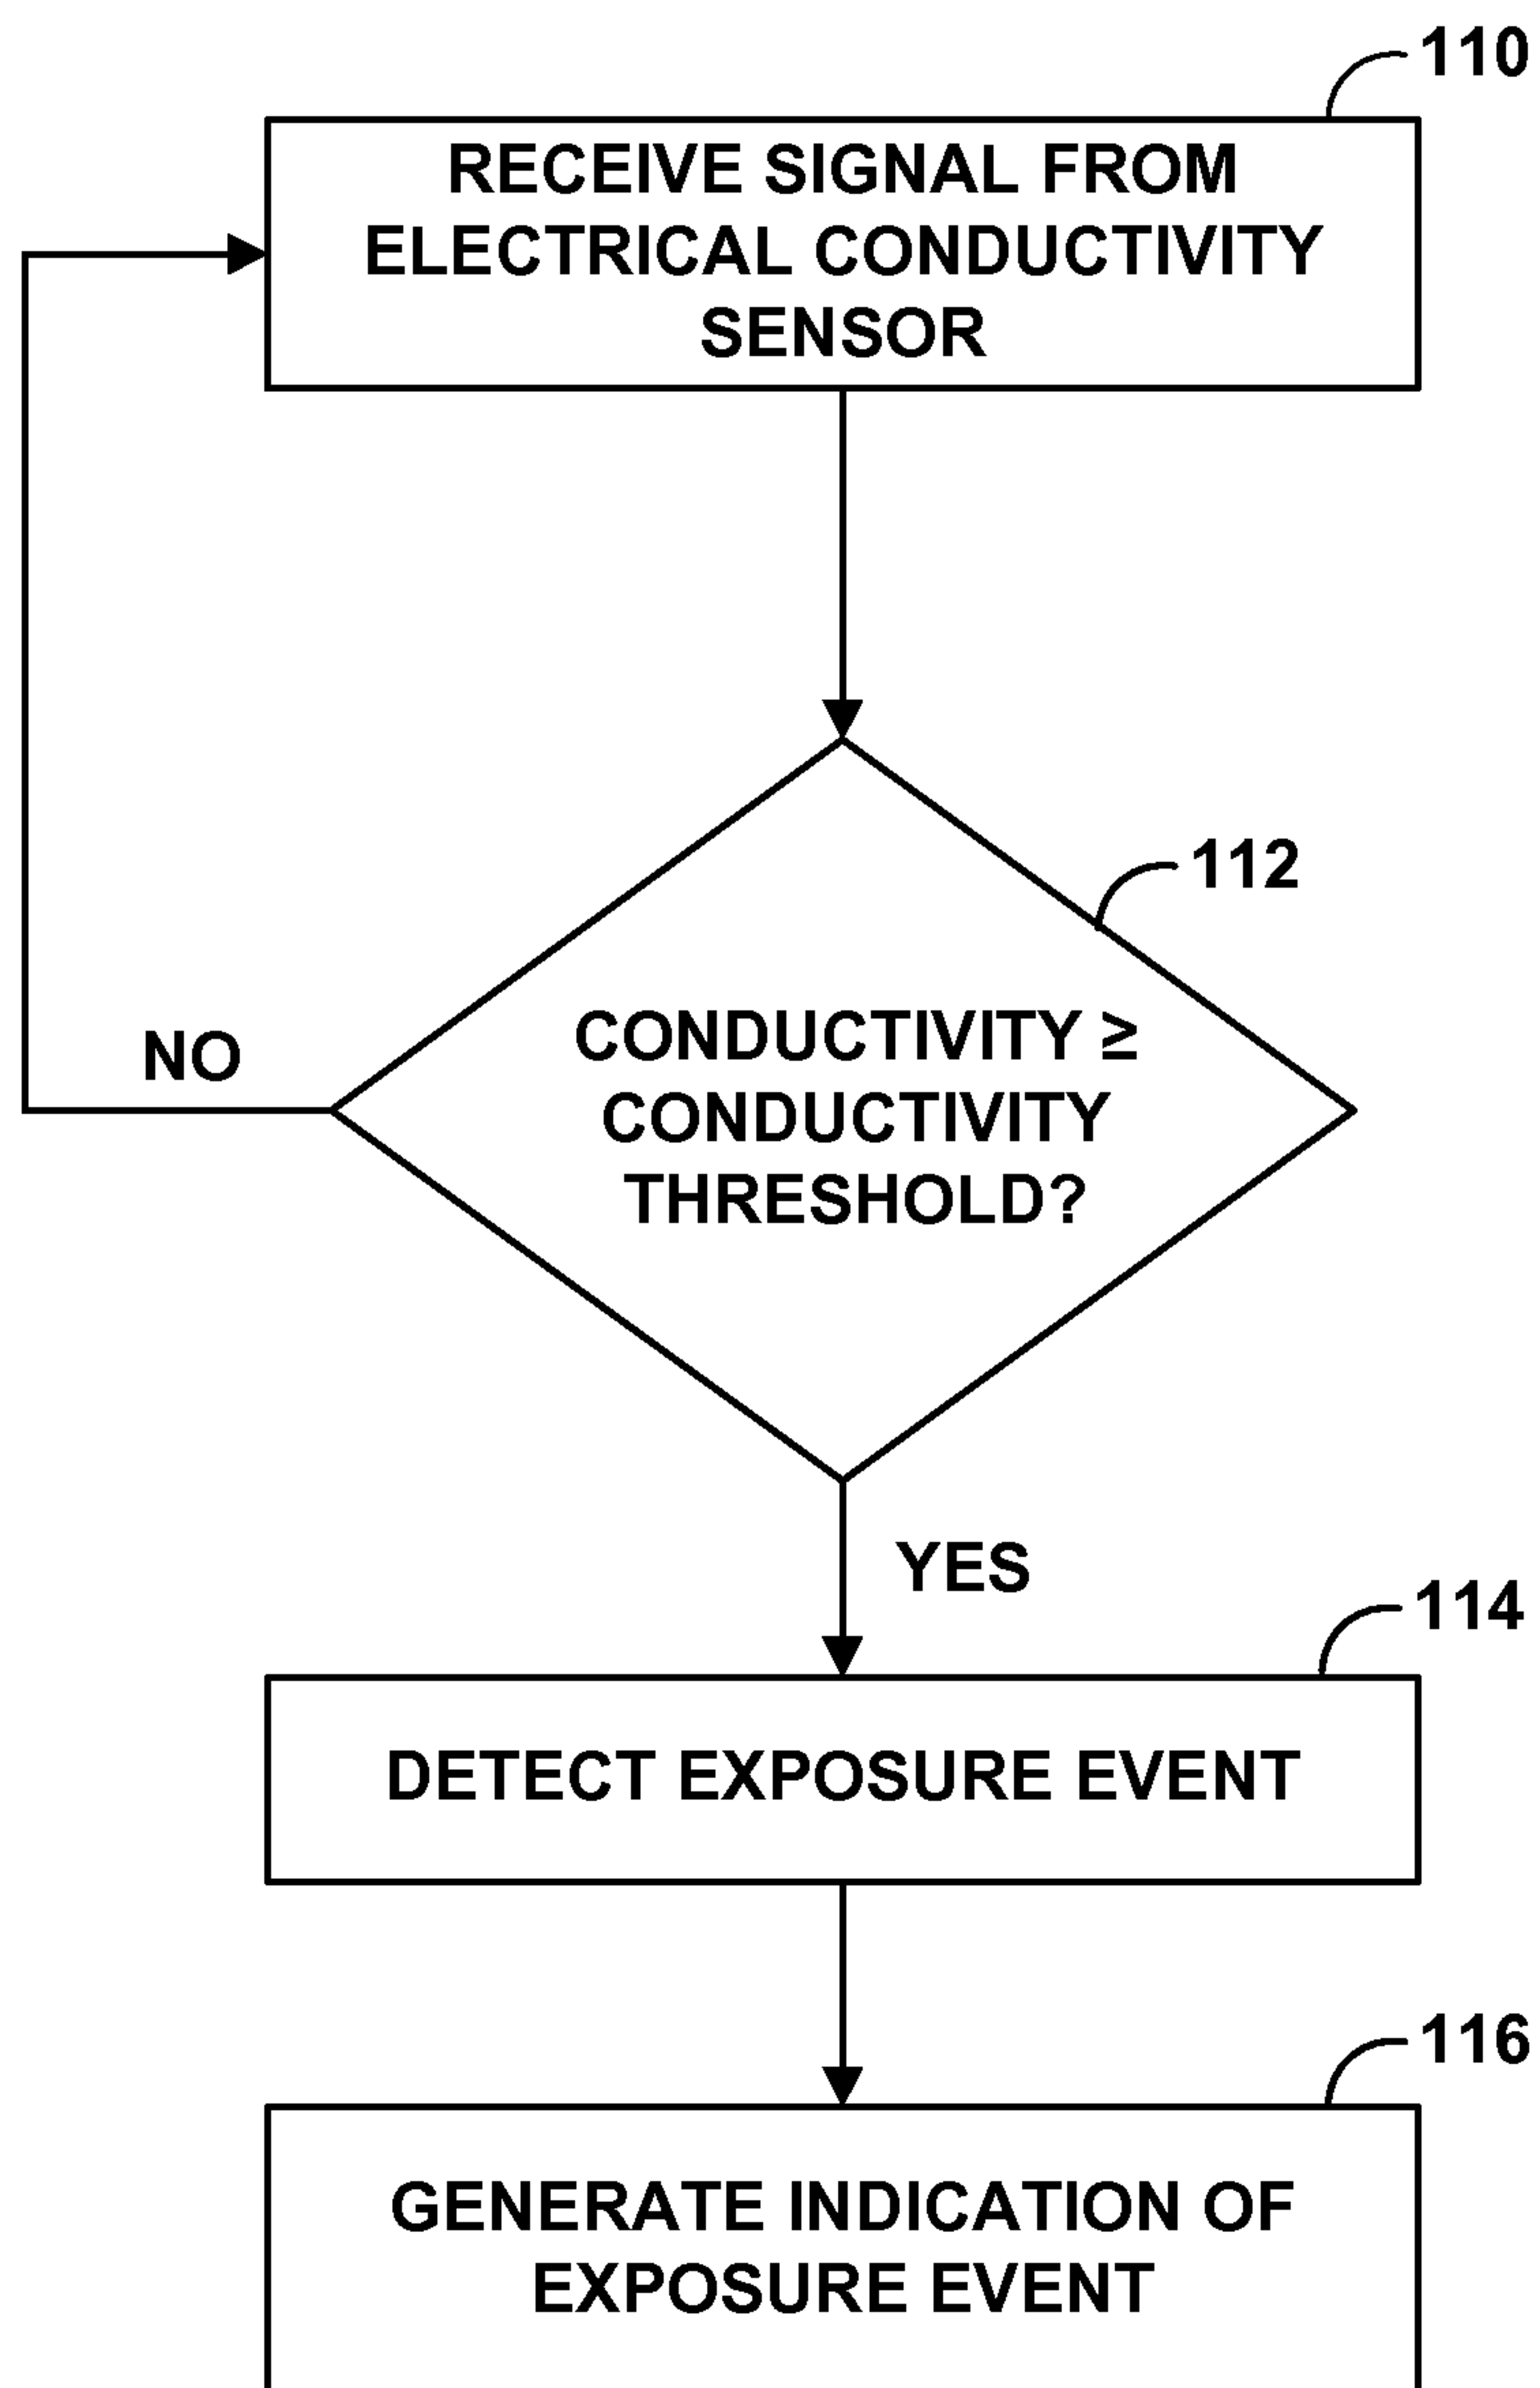 110
RECEIVE SIGNAL FROM
ELECTRICAL CONDUCTIVITY
SENSOR
112
CONDUCTIVITY ≥
CONDUCTIVITY
THRESHOLD?
NO
YES
114
DETECT EXPOSURE EVENT
116
GENERATE INDICATION OF
EXPOSURE EVENT